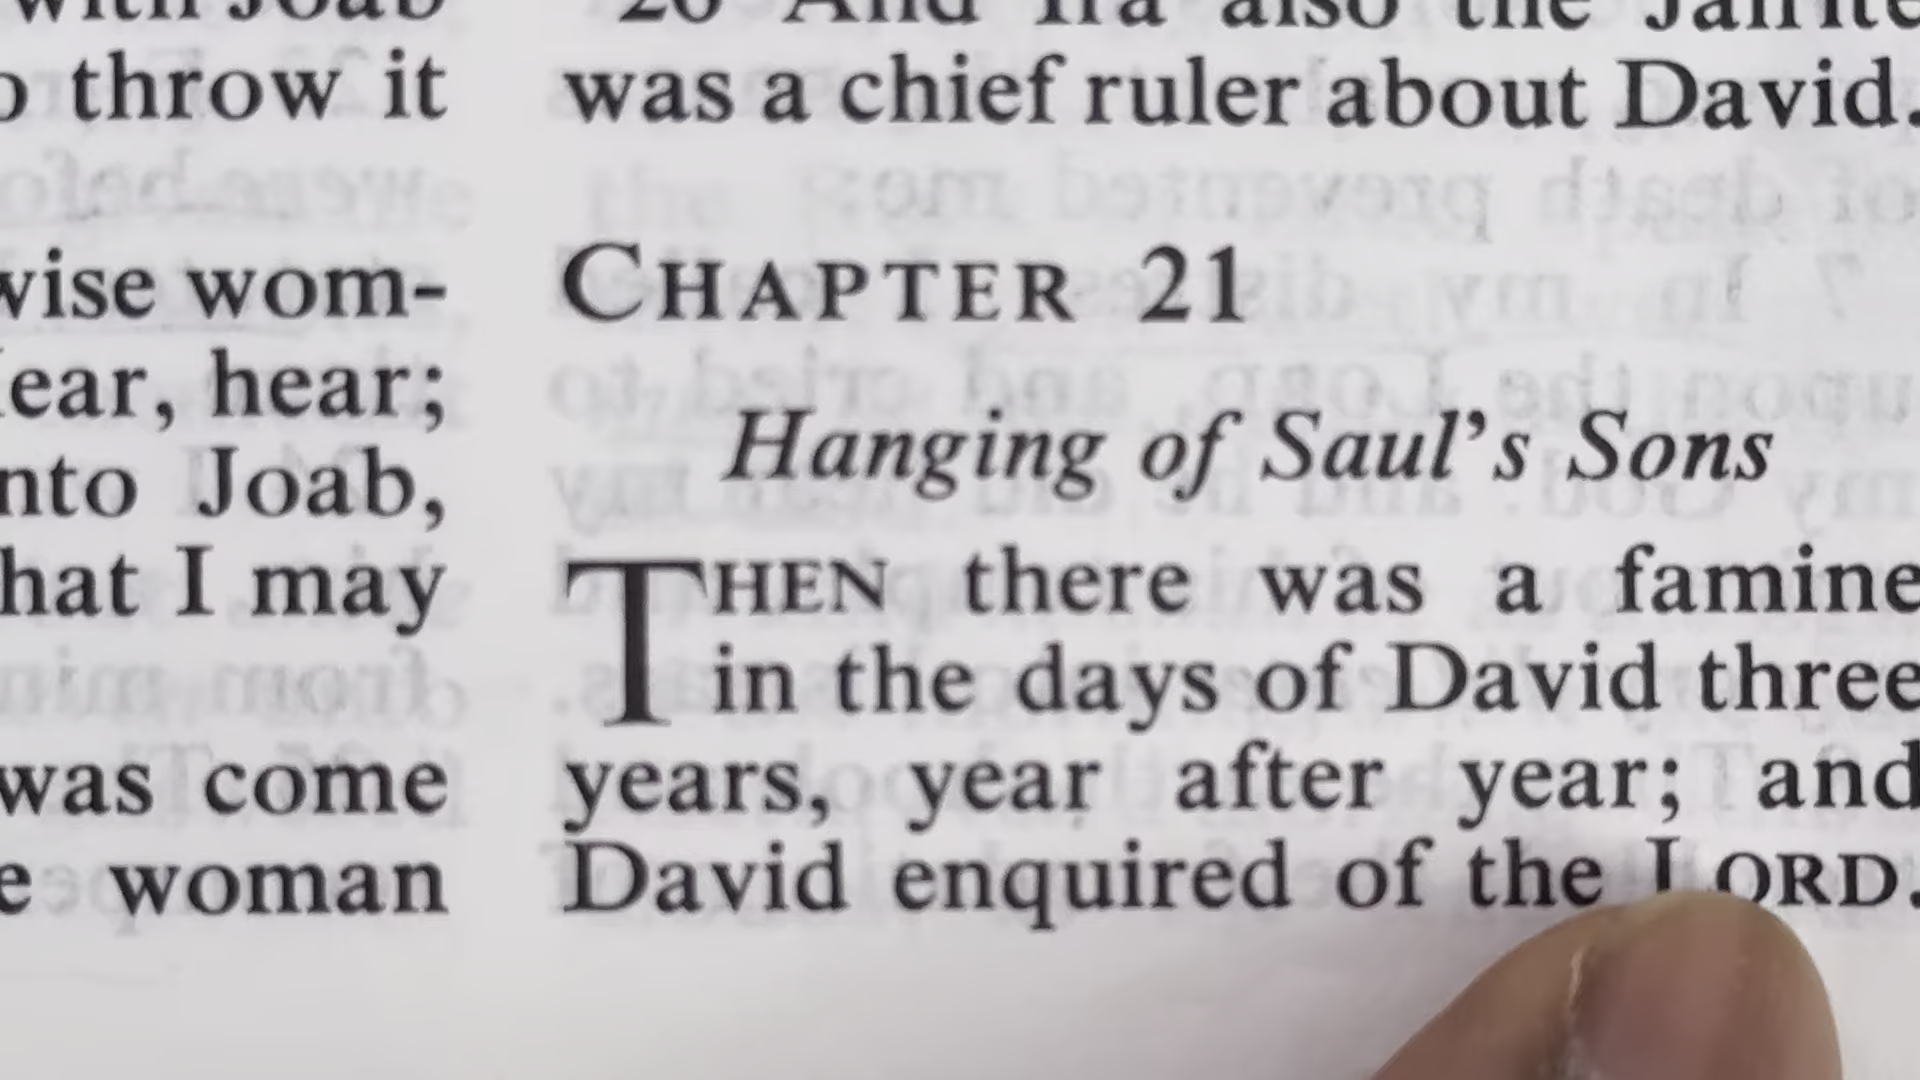 with Joab
throw it
wise wom-
ear, hear;
nto Joab,
hat I may
was come
woman
26 And Ira also the Jairite
was a chief ruler about David.
CHAPTER 21
Hanging of Saul's Sons
THEN there was a famine
in the days of David three
years, year after year; and
David enquired of the LORD.